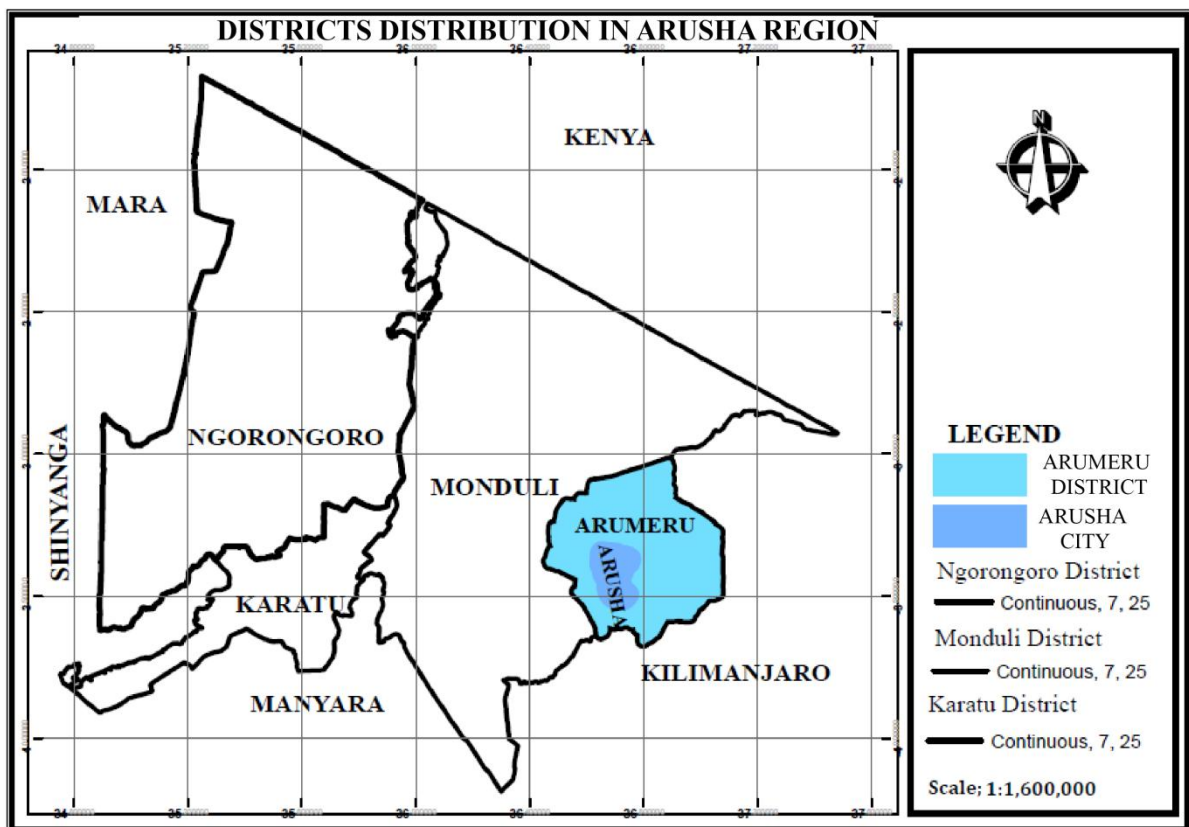 DISTRICTS DISTRIBUTION IN ARUSHA REGION
KENYA
N
MARA
NGORONGORO
SHINYANGA
MONDULI
ARUMERU
ARUSHA
KARATU
KILIMANJARO
MANYARA
LEGEND
ARUMERU
DISTRICT
ARUSHA
CITY
Ngorongoro District
Continuous, 7, 25
Monduli District
Continuous, 7, 25
Karatu District
Continuous, 7, 25
Scale; 1:1,600,000